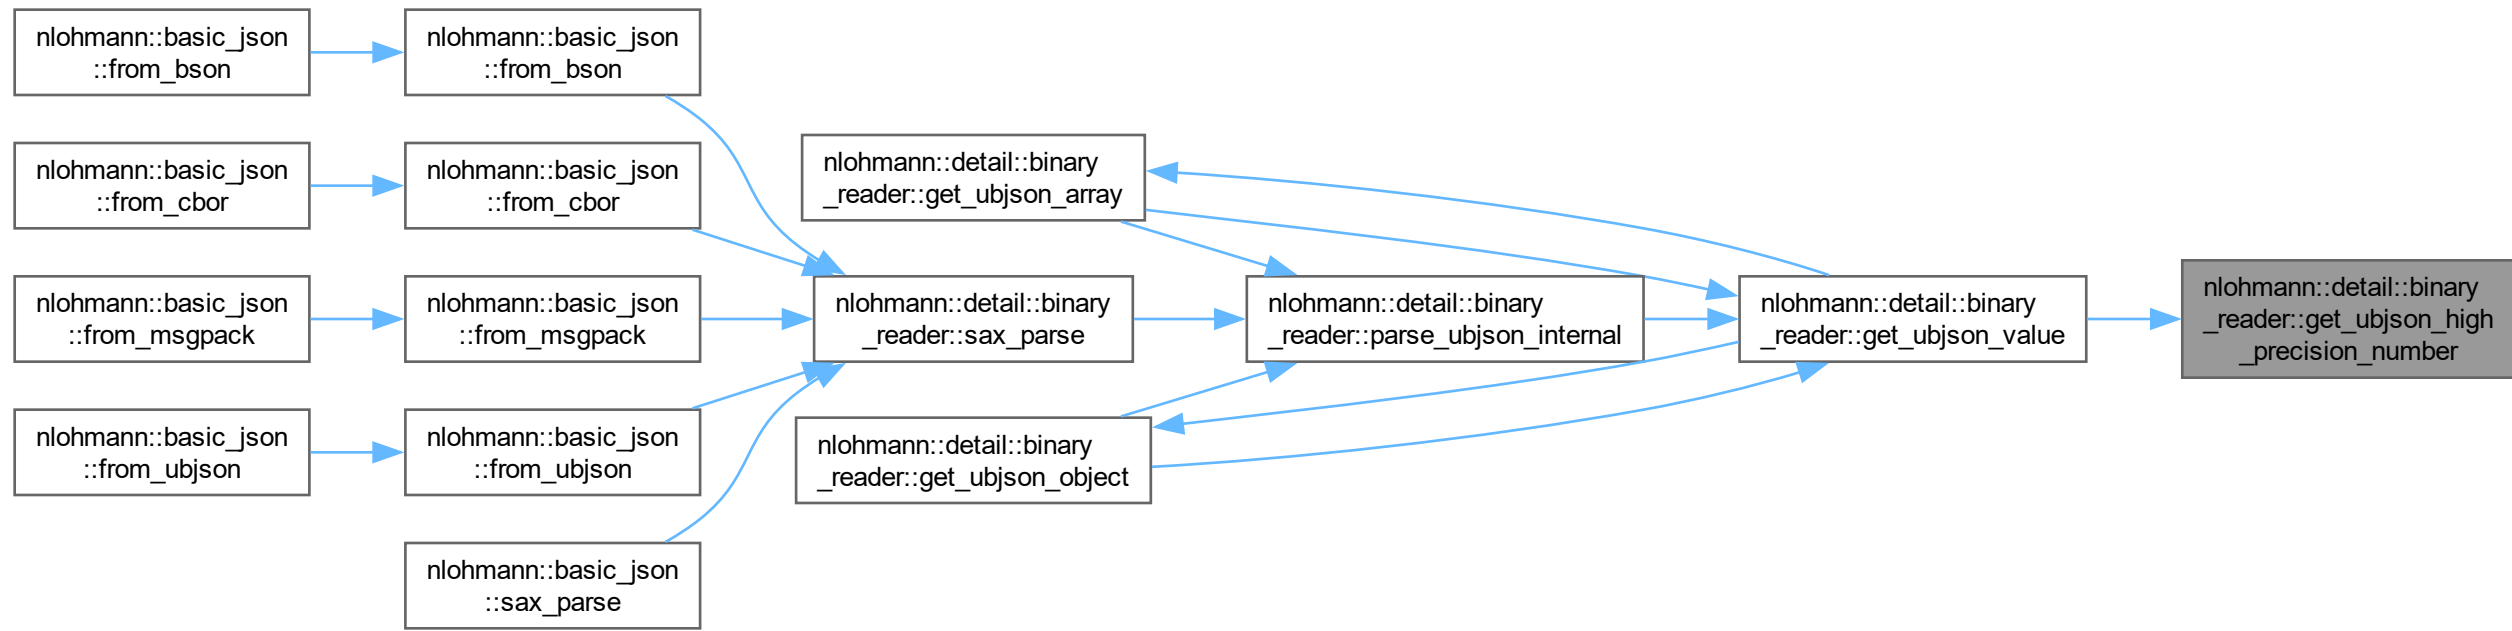 nlohmann::basic_json
::from_bson
nlohmann::basic_json
::from_bson
nlohmann::basic_json
::from_cbor
nlohmann::basic_json
::from_cbor
nlohmann::basic_json
::from_msgpack
nlohmann::basic_json
::from_msgpack
nlohmann::basic_json
::from_ubjson
nlohmann::basic_json
::from_ubjson
nlohmann::basic_json
::sax_parse
nlohmann::detail::binary
_reader::get_ubjson_array
nlohmann::detail::binary
_reader::sax_parse
nlohmann::detail::binary
_reader::get_ubjson_object
nlohmann::detail::binary
_reader::parse_ubjson_internal
nlohmann::detail::binary
_reader::get_ubjson_value
nlohmann::detail::binary
_reader::get_ubjson_high
_precision_number